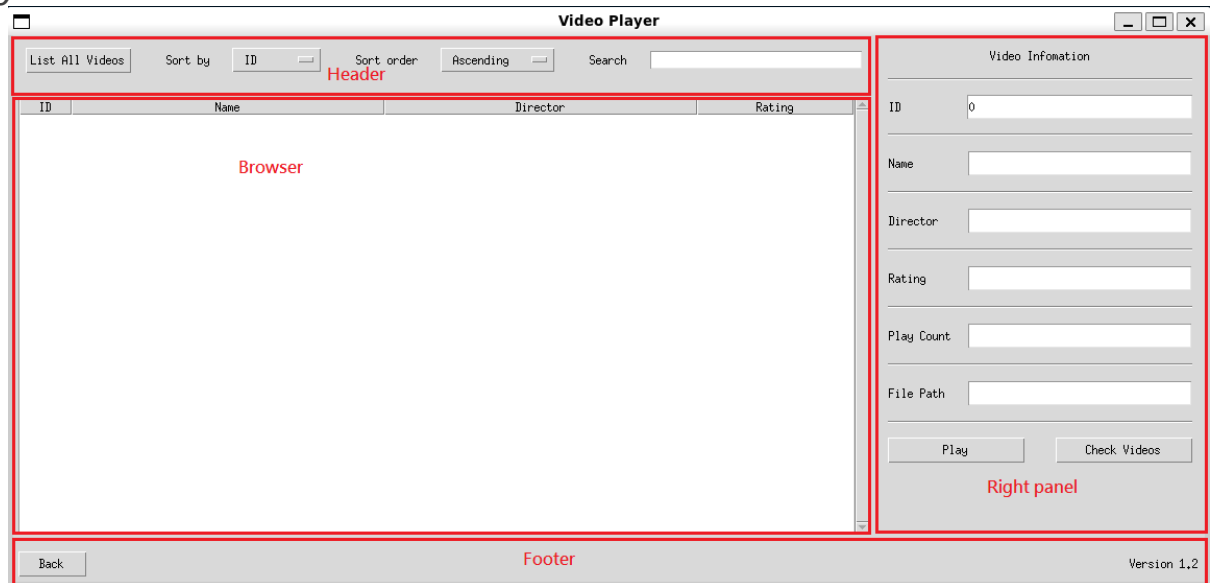 Video Player
List All Videos Sort by ID Sort order Ascending Search
Header
ID Name Director Rating
Browser
Video Infomation
ID 0
Name
Director
Rating
Play Count
File Path
Play Check Videos
Right panel
Back Footer Version 1.2